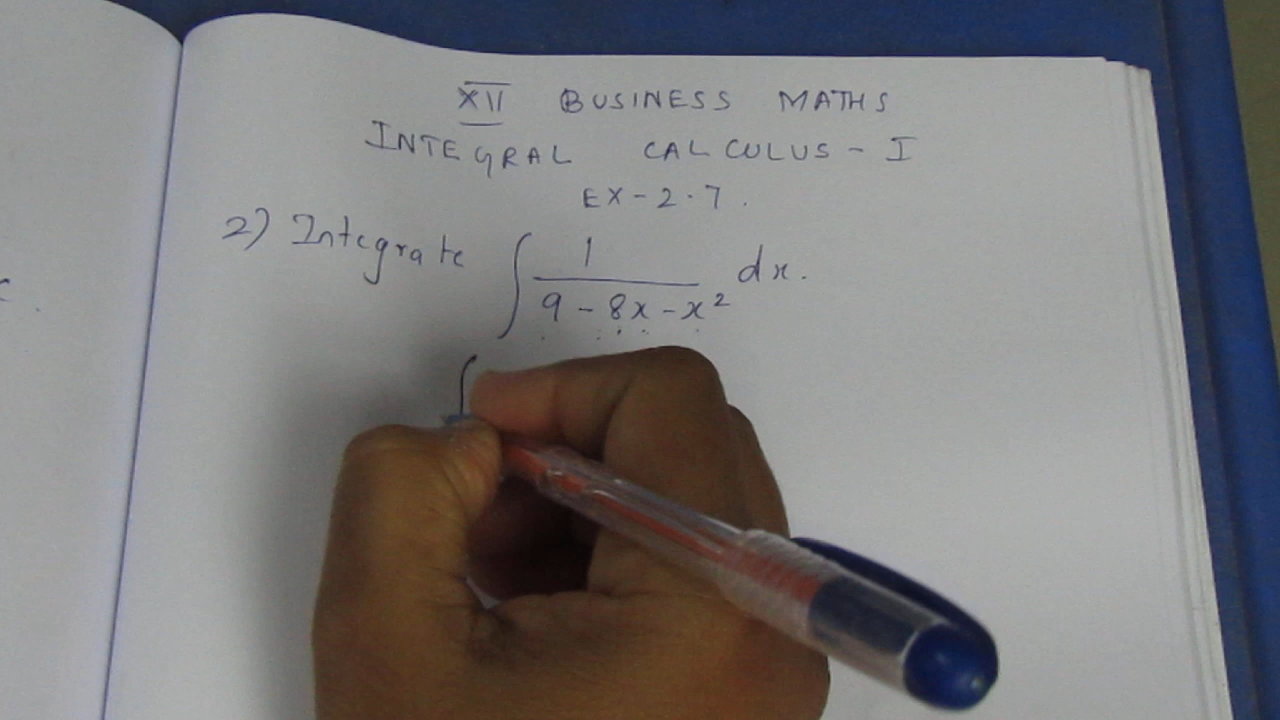 XII BUSINESS MATHS
INTEGRAL CALCULUS - I
EX - 2.7.
2) Integrate ∫ 1 / (9 - 8x - x²) dx.
∫